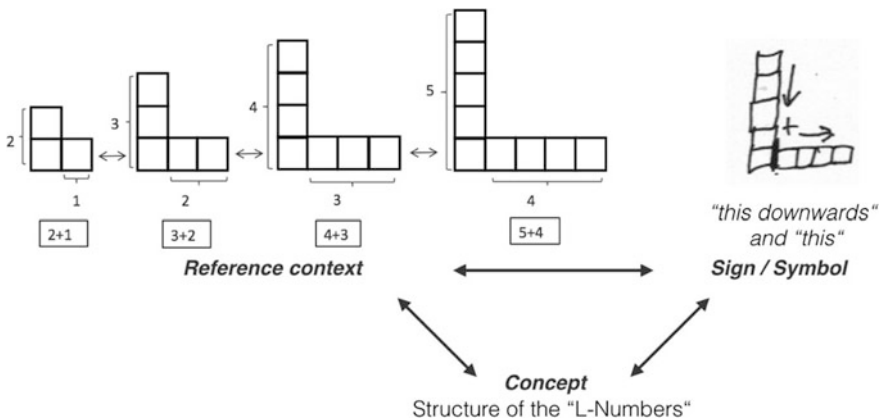 5
4
3
2
+
1
2
3
4
2+1
3+2
4+3
5+4
"this downwards"
and "this"
Reference context
Sign / Symbol
Concept
Structure of the "L-Numbers"